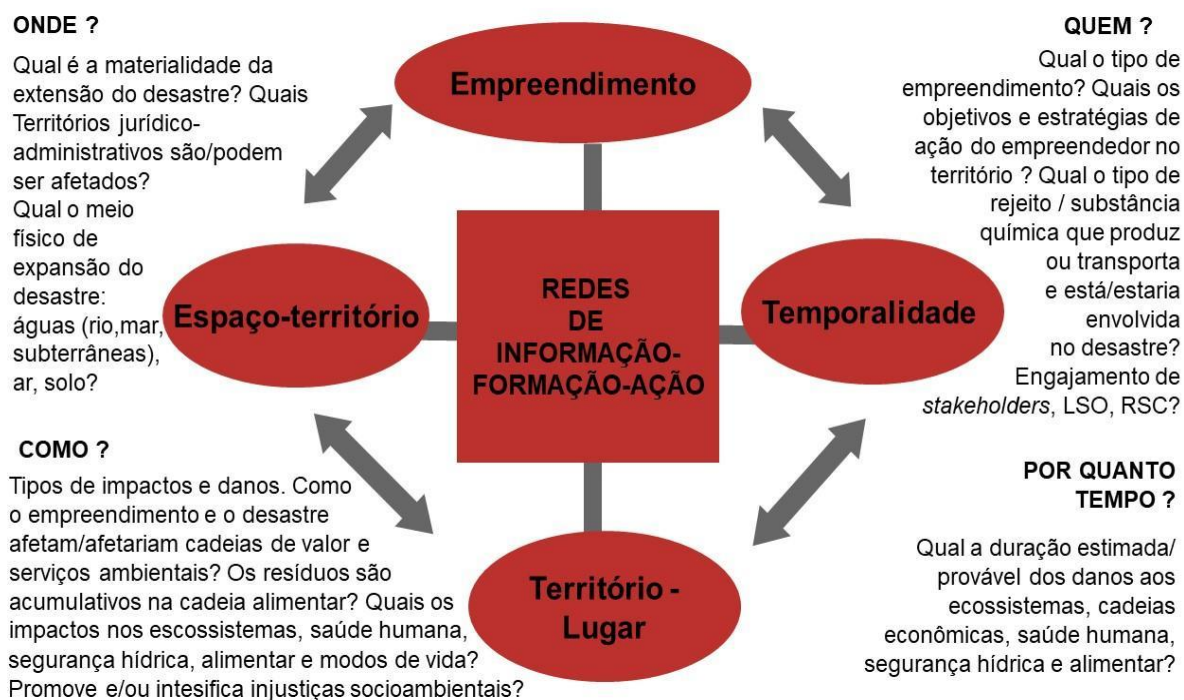 ONDE ?
Qual é a materialidade da
extensão do desastre? Quais
Territórios jurídico-
administrativos são/podem
ser afetados?
Qual o meio
físico de
expansão do
desastre:
águas (rio,mar,
subterrâneas),
ar, solo?
Empreendimento
QUEM ?
Qual o tipo de
empreendimento? Quais os
objetivos e estratégias de
ação do empreendedor no
território ? Qual o tipo de
rejeito / substância
química que produz
ou transporta
e está/estaria
envolvida
no desastre?
Engajamento de
stakeholders, LSO, RSC?
Espaço-território
REDES
DE
INFORMAÇÃO-
FORMAÇÃO-AÇÃO
Temporalidade
COMO ?
Tipos de impactos e danos. Como
o empreendimento e o desastre
afetam/afetariam cadeias de valor e
serviços ambientais? Os resíduos são
acumulativos na cadeia alimentar? Quais os
impactos nos escossistemas, saúde humana,
segurança hídrica, alimentar e modos de vida?
Promove e/ou intesifica injustiças socioambientais?
Território -
Lugar
POR QUANTO
TEMPO ?
Qual a duração estimada/
provável dos danos aos
ecossistemas, cadeias
econômicas, saúde humana,
segurança hídrica e alimentar?